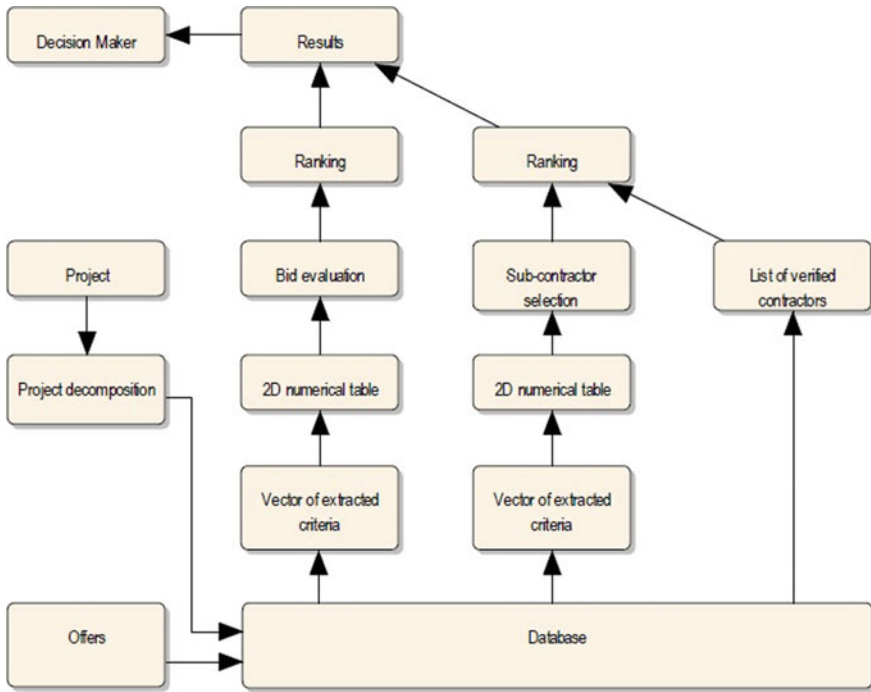 Decision Maker
Results
Ranking
Ranking
Project
Bid evaluation
Sub-contractor
selection
List of verified
contractors
Project decomposition
2D numerical table
2D numerical table
Vector of extracted
criteria
Vector of extracted
criteria
Offers
Database